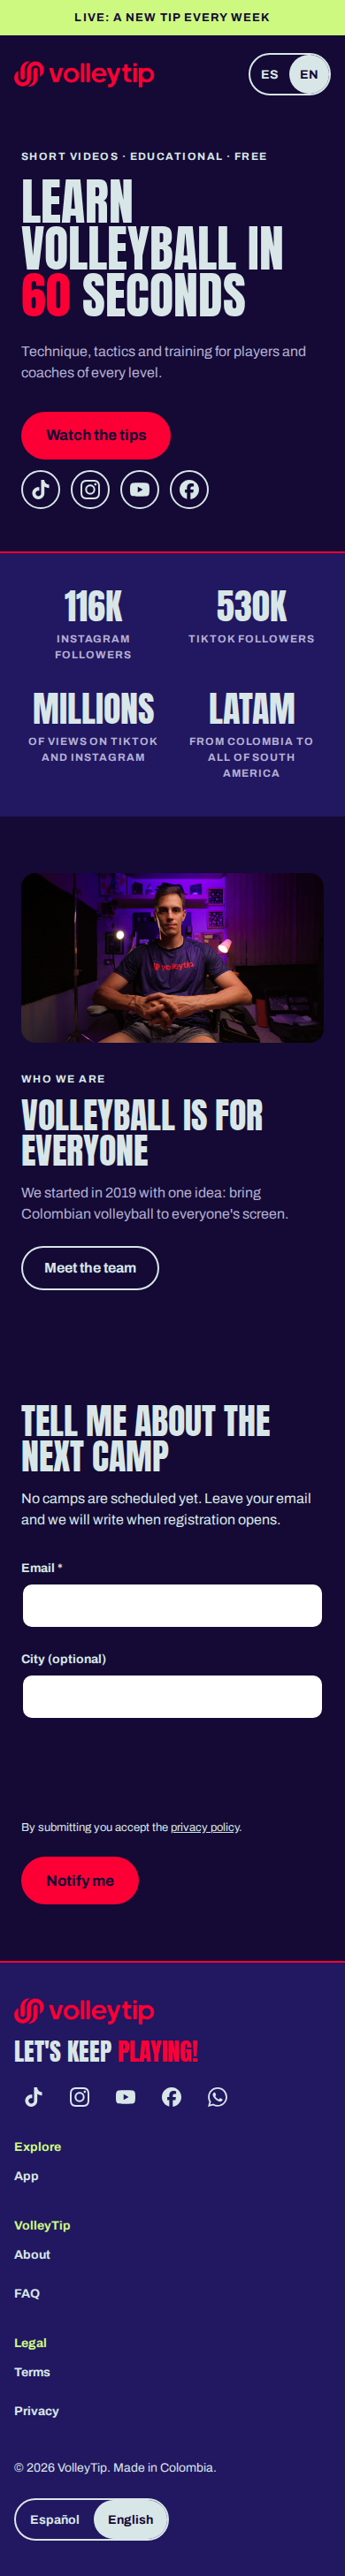 LIVE: A NEW TIP EVERY WEEK
volleytip
ES EN
SHORT VIDEOS · EDUCATIONAL · FREE
LEARN
VOLLEYBALL IN
60 SECONDS
Technique, tactics and training for players and
coaches of every level.
Watch the tips
116K
INSTAGRAM
FOLLOWERS
530K
TIKTOK FOLLOWERS
MILLIONS
OF VIEWS ON TIKTOK
AND INSTAGRAM
LATAM
FROM COLOMBIA TO
ALL OF SOUTH
AMERICA
volleytip
WHO WE ARE
VOLLEYBALL IS FOR
EVERYONE
We started in 2019 with one idea: bring
Colombian volleyball to everyone's screen.
Meet the team
TELL ME ABOUT THE
NEXT CAMP
No camps are scheduled yet. Leave your email
and we will write when registration opens.
Email *
City (optional)
By submitting you accept the privacy policy.
Notify me
volleytip
LET'S KEEP PLAYING!
Explore
App
VolleyTip
About
FAQ
Legal
Terms
Privacy
© 2026 VolleyTip. Made in Colombia.
Español English